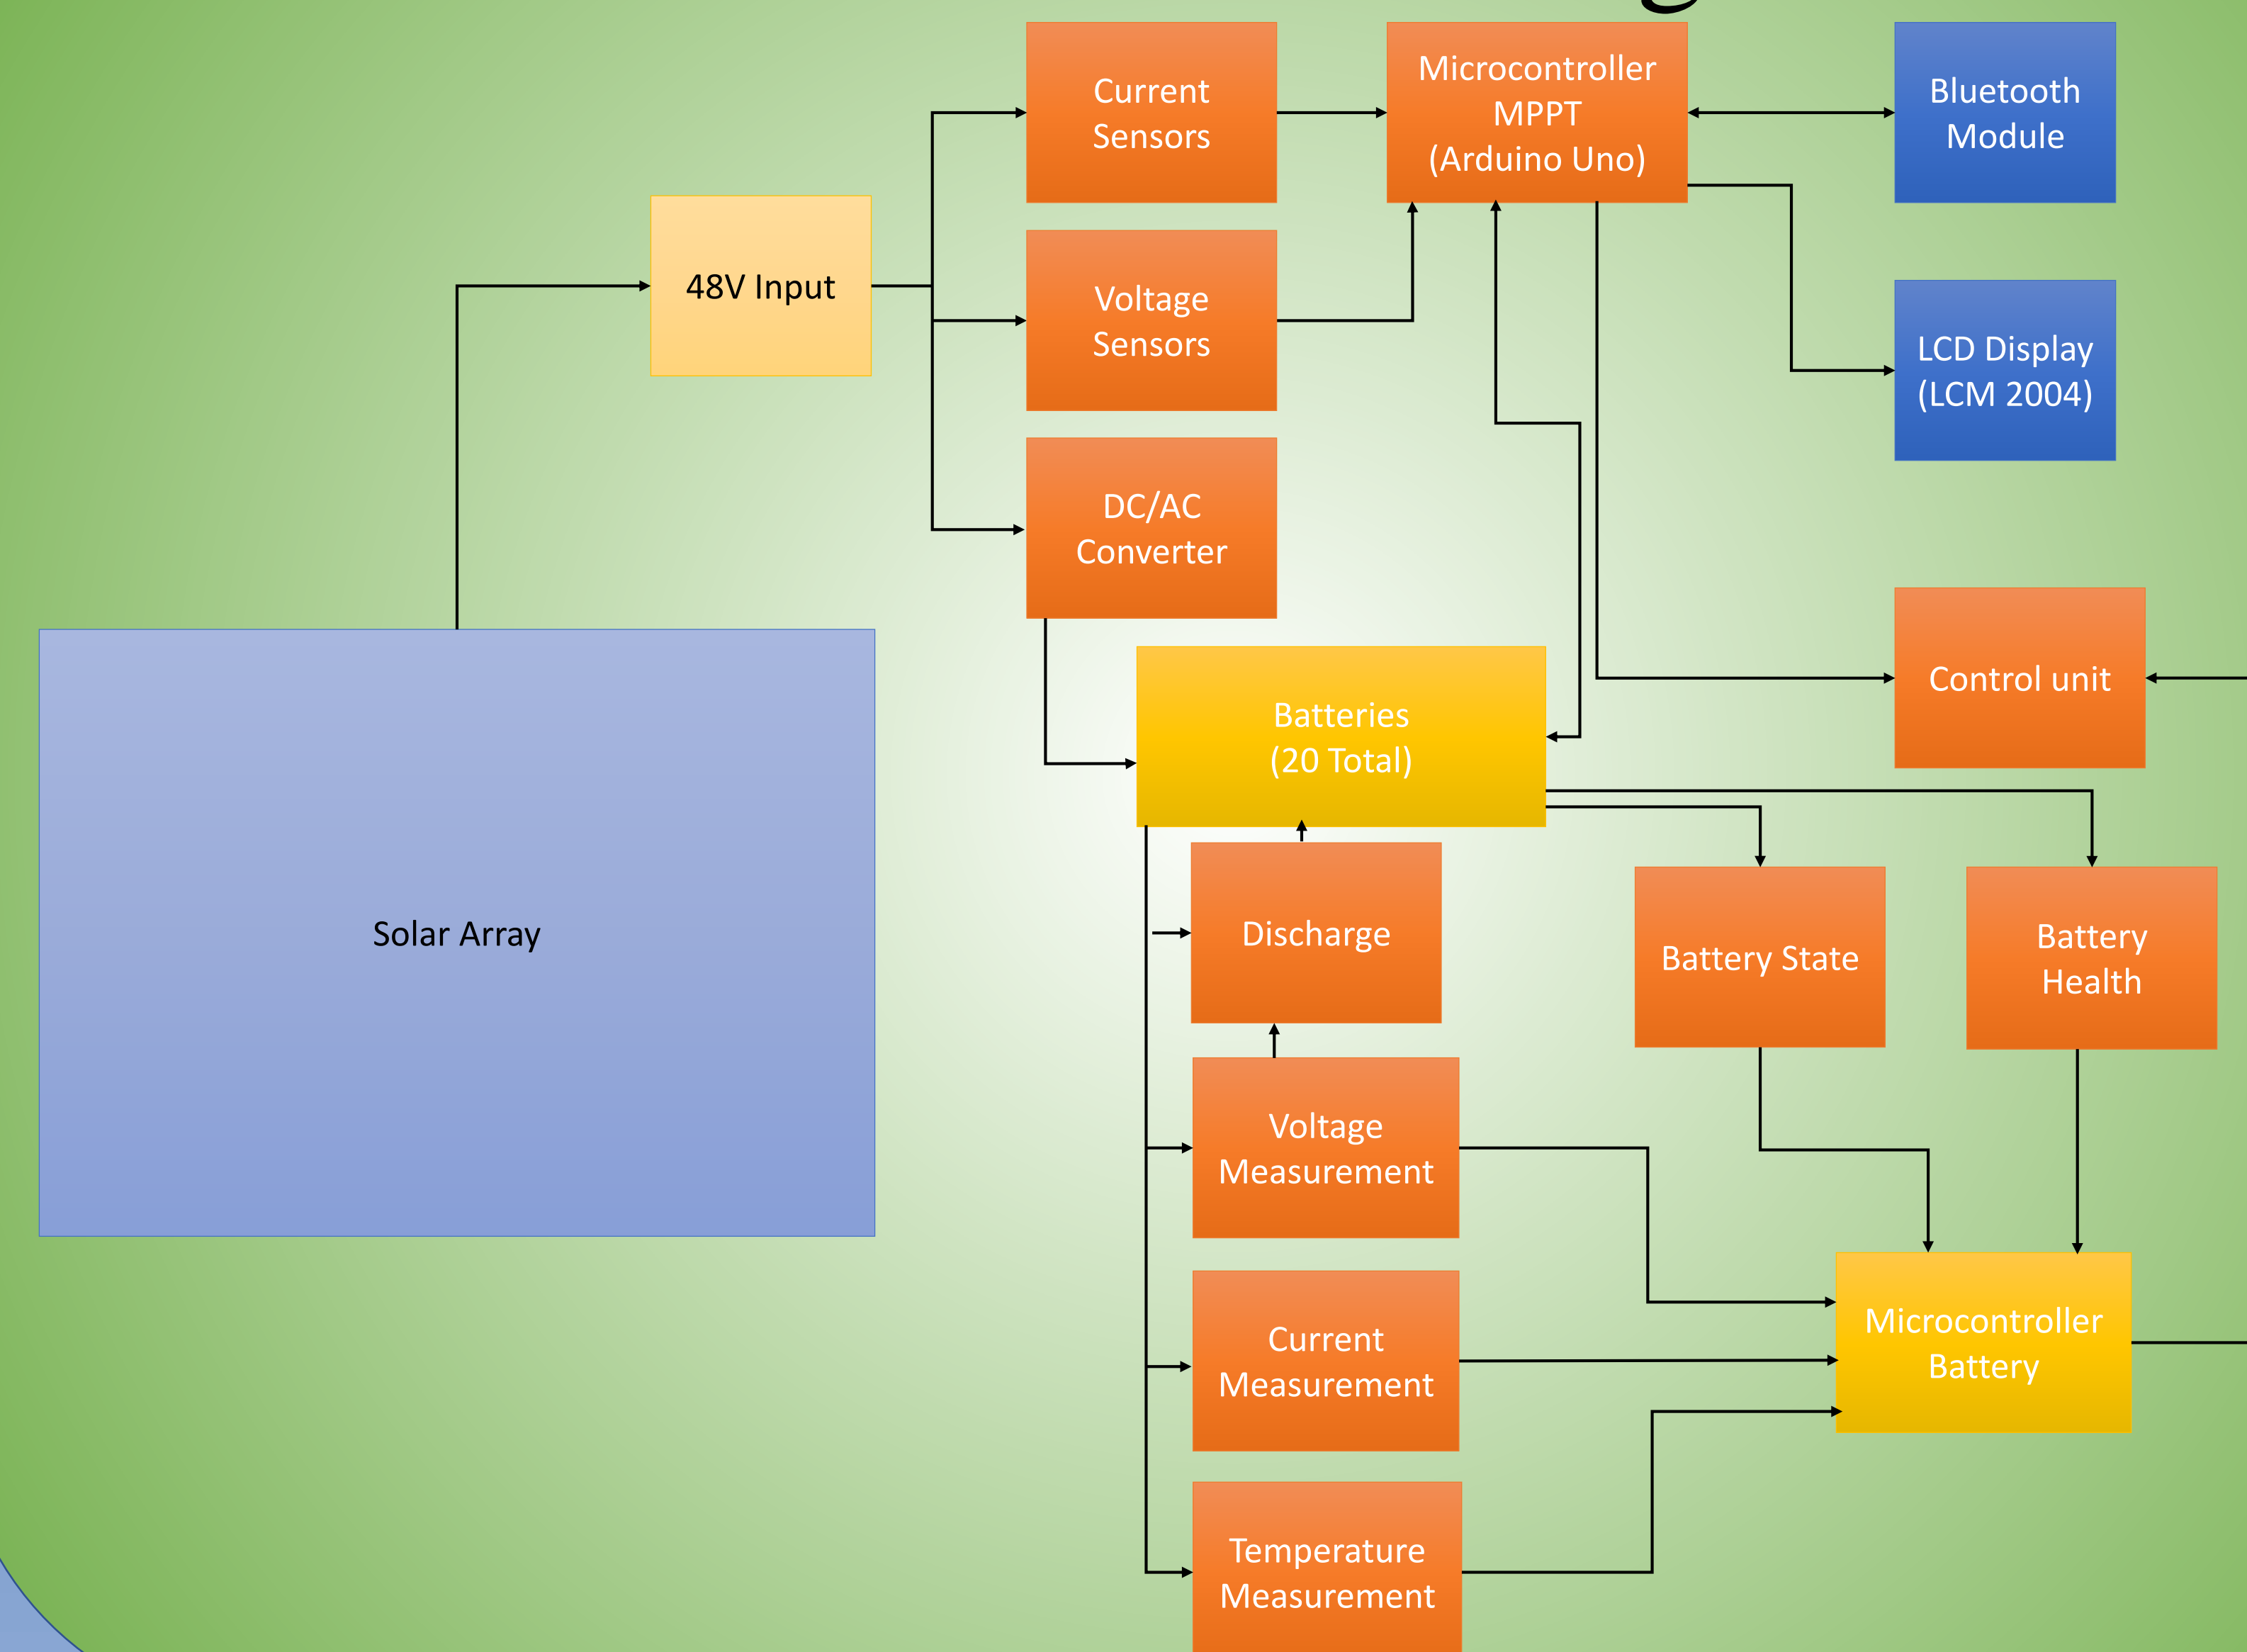 Current
Sensors
Microcontroller
MPPT
(Arduino Uno)
Bluetooth
Module
48V Input
Voltage
Sensors
LCD Display
(LCM 2004)
DC/AC
Converter
Control unit
Batteries
(20 Total)
Solar Array
Discharge
Battery State
Battery
Health
Voltage
Measurement
Current
Measurement
Microcontroller
Battery
Temperature
Measurement